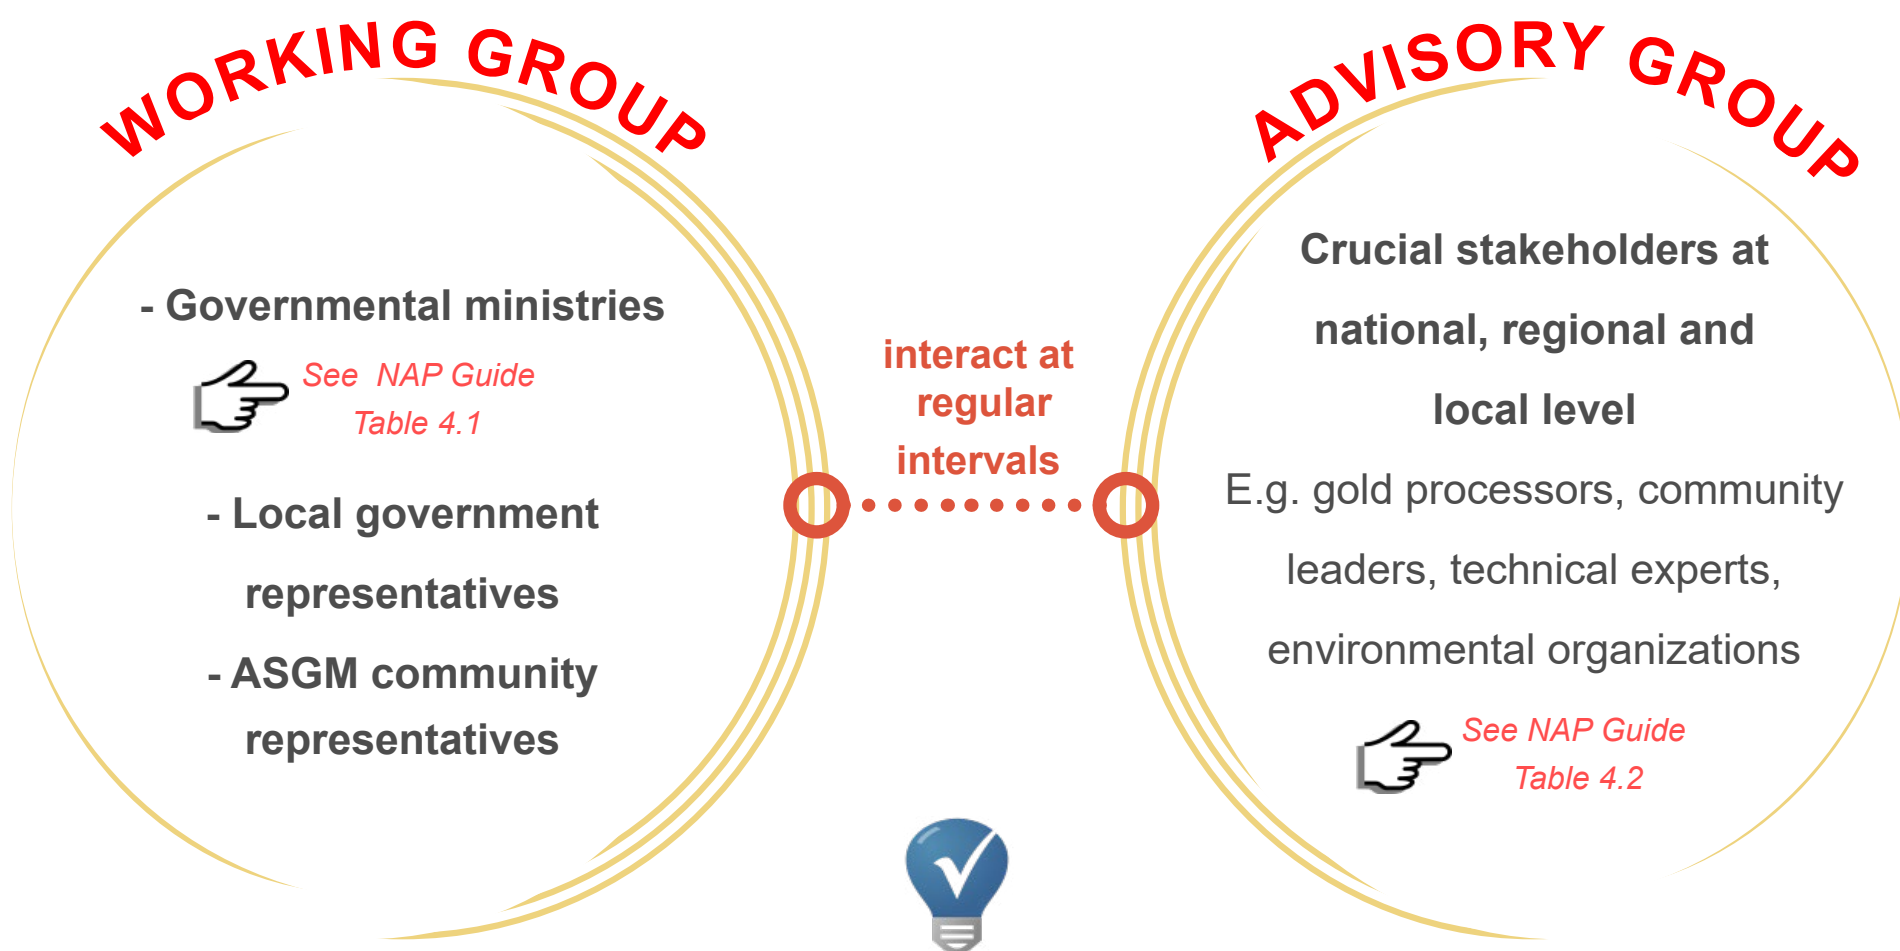 WORKING GROUP
- Governmental ministries
See NAP Guide
Table 4.1
- Local government
representatives
- ASGM community
representatives
interact at
regular
intervals
ADVISORY GROUP
Crucial stakeholders at
national, regional and
local level
E.g. gold processors, community
leaders, technical experts,
environmental organizations
See NAP Guide
Table 4.2